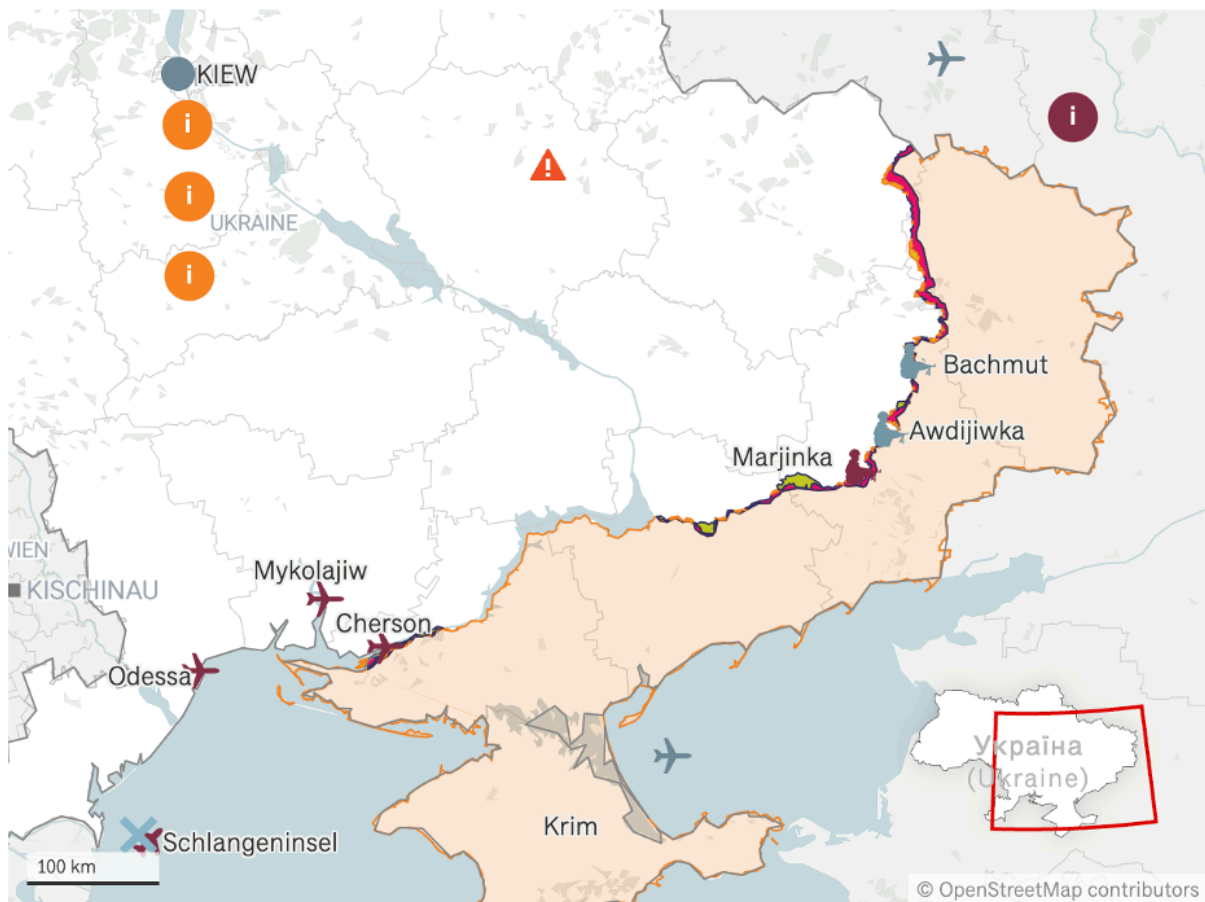 KIEW
i
i
i
i
!
UKRAINE
Bachmut
Awdijiwka
Marjinka
WIEN
KISCHINAU
Mykolajiw
Cherson
Odessa
Україна
(Ukraine)
Krim
Schlangeninsel
100 km
© OpenStreetMap contributors